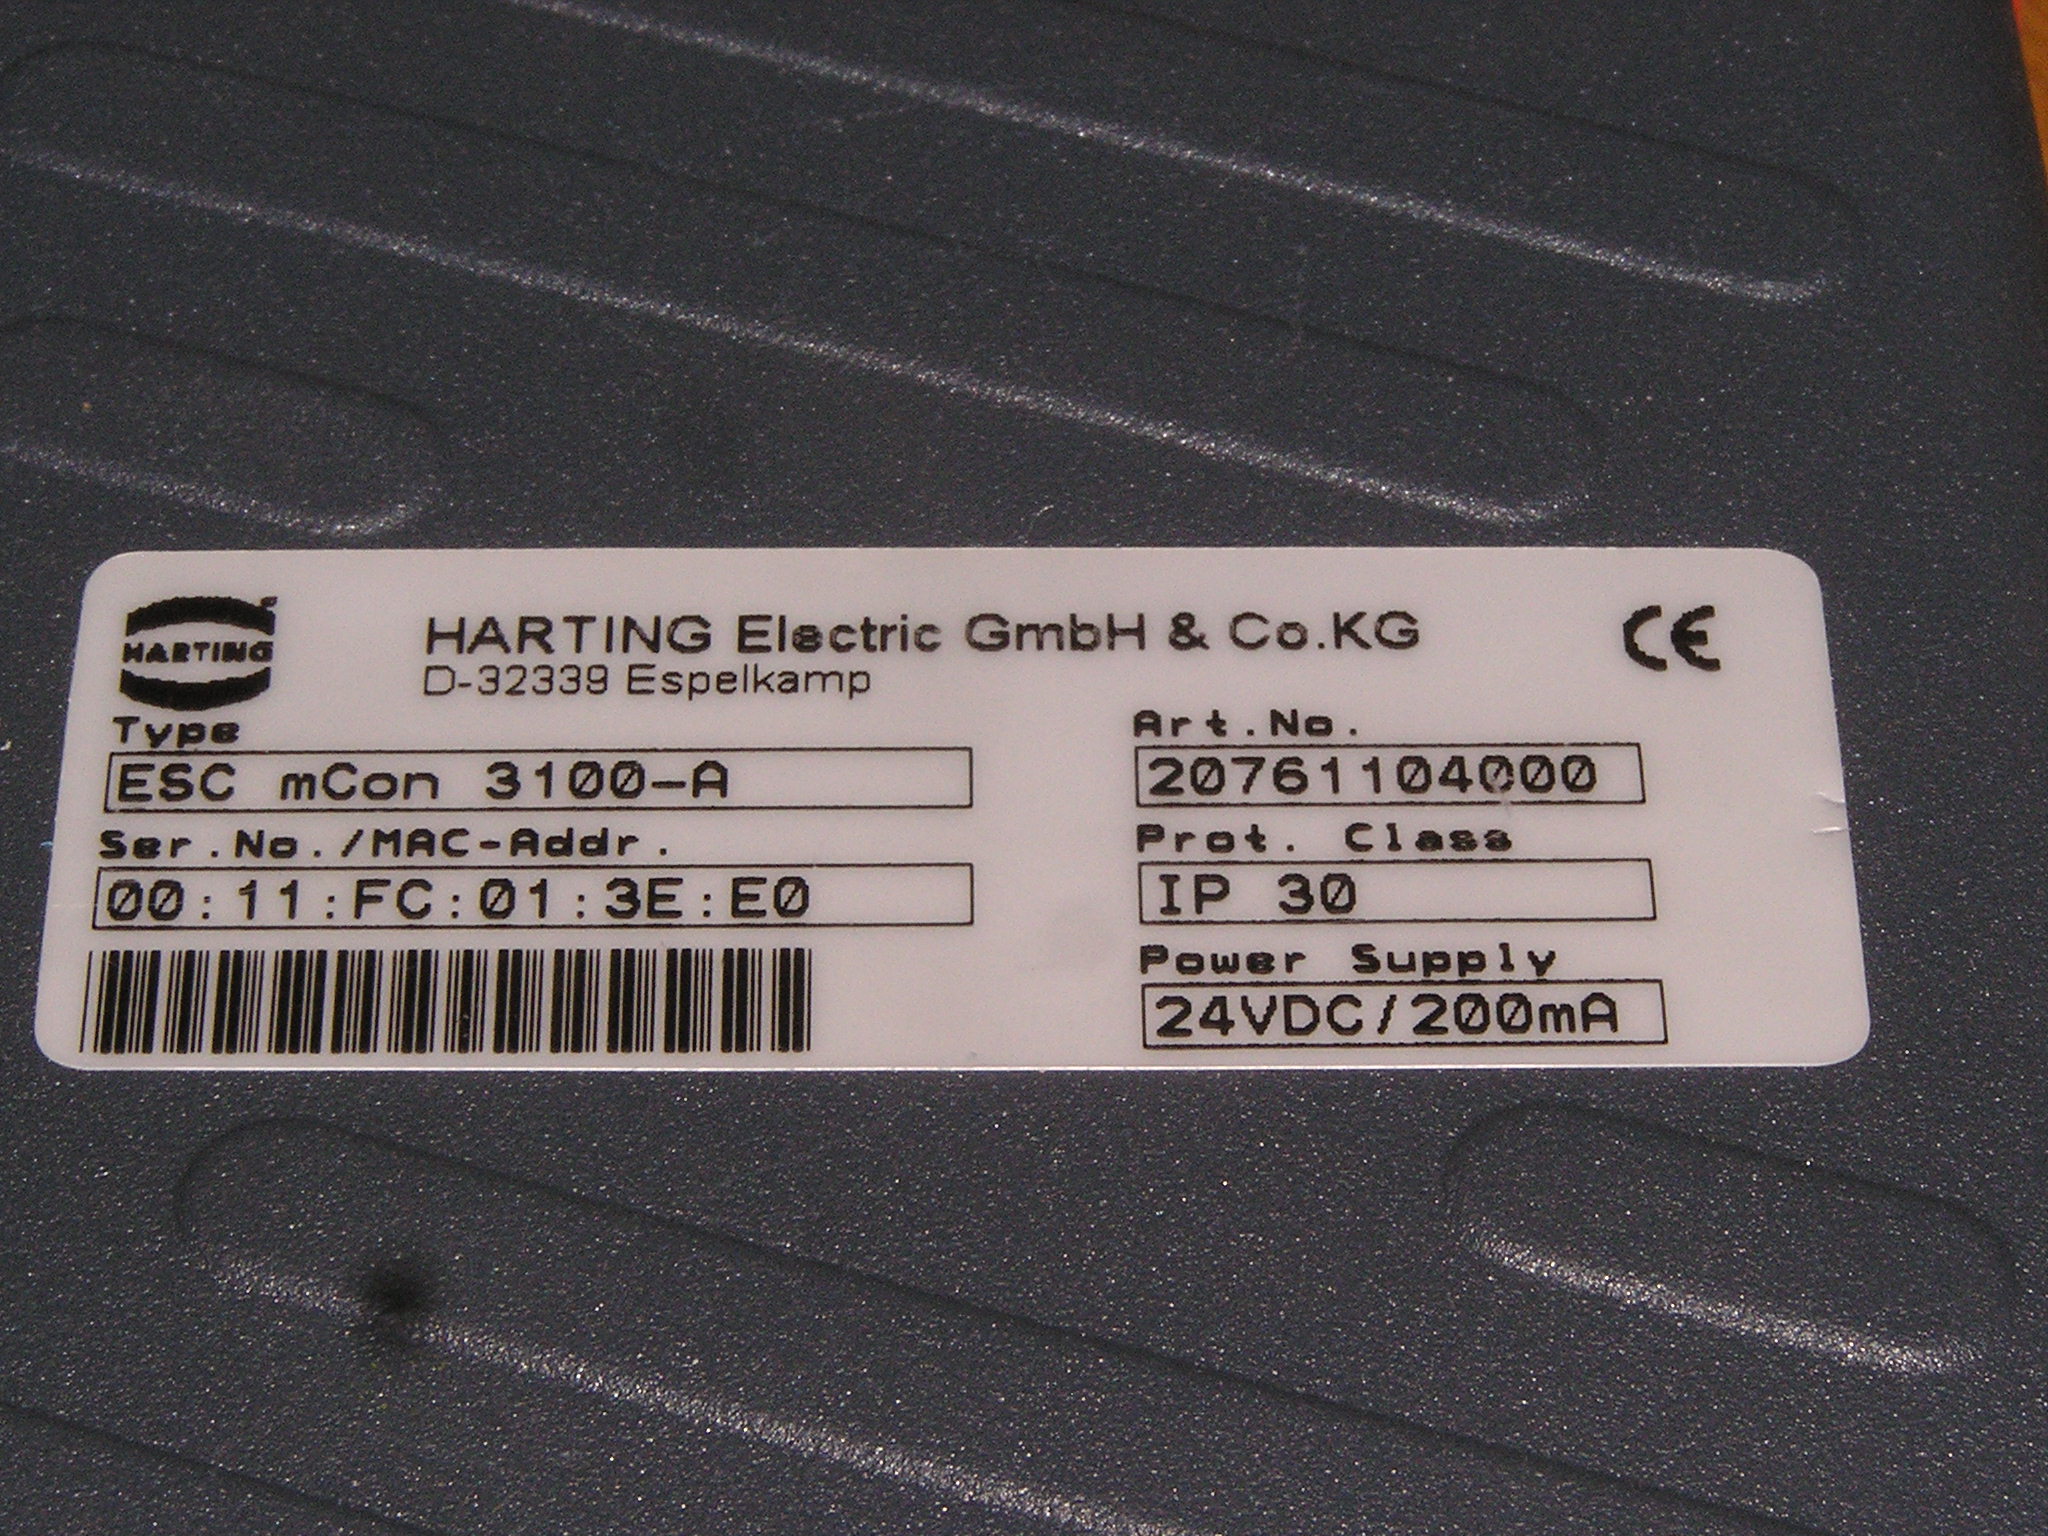 HARTING
HARTING Electric GmbH & Co.KG
D-32339 Espelkamp
CE
Type
ESC mCon 3100-A
Ser.No./MAC-Addr.
00:11:FC:01:3E:E0
Art.No.
20761104000
Prot. Class
IP 30
Power Supply
24VDC/200mA